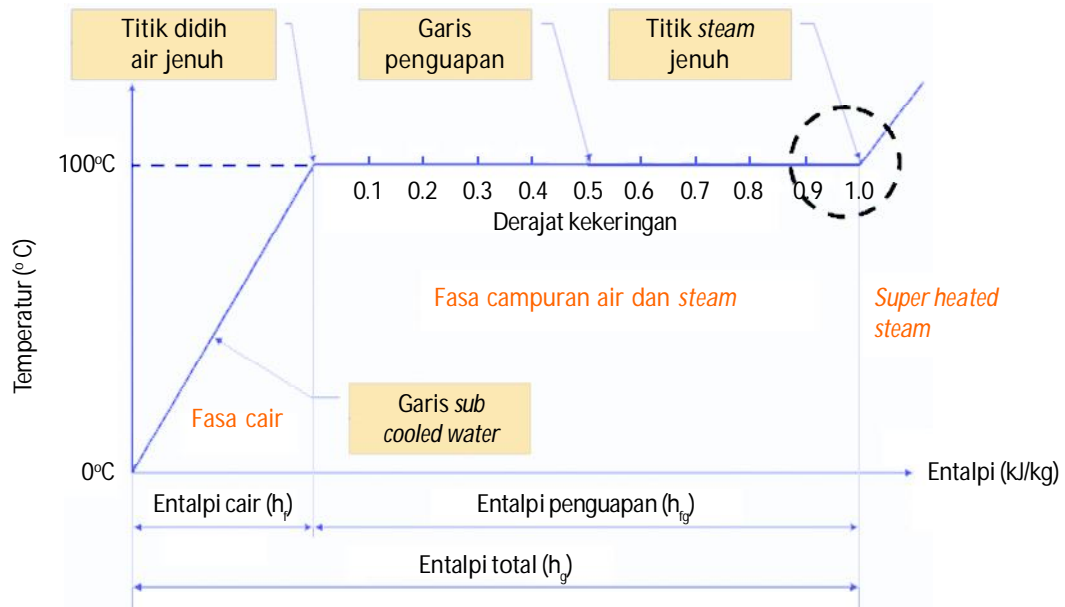 Titik didih
air jenuh
Garis
penguapan
Titik steam
jenuh
100°C
0.1 0.2 0.3 0.4 0.5 0.6 0.7 0.8 0.9 1.0
Derajat kekeringan
Temperatur (°C)
Fasa campuran air dan steam
Super heated
steam
Fasa cair
Garis sub
cooled water
0°C
Entalpi (kJ/kg)
Entalpi cair (hf)
Entalpi penguapan (hfg)
Entalpi total (hg)